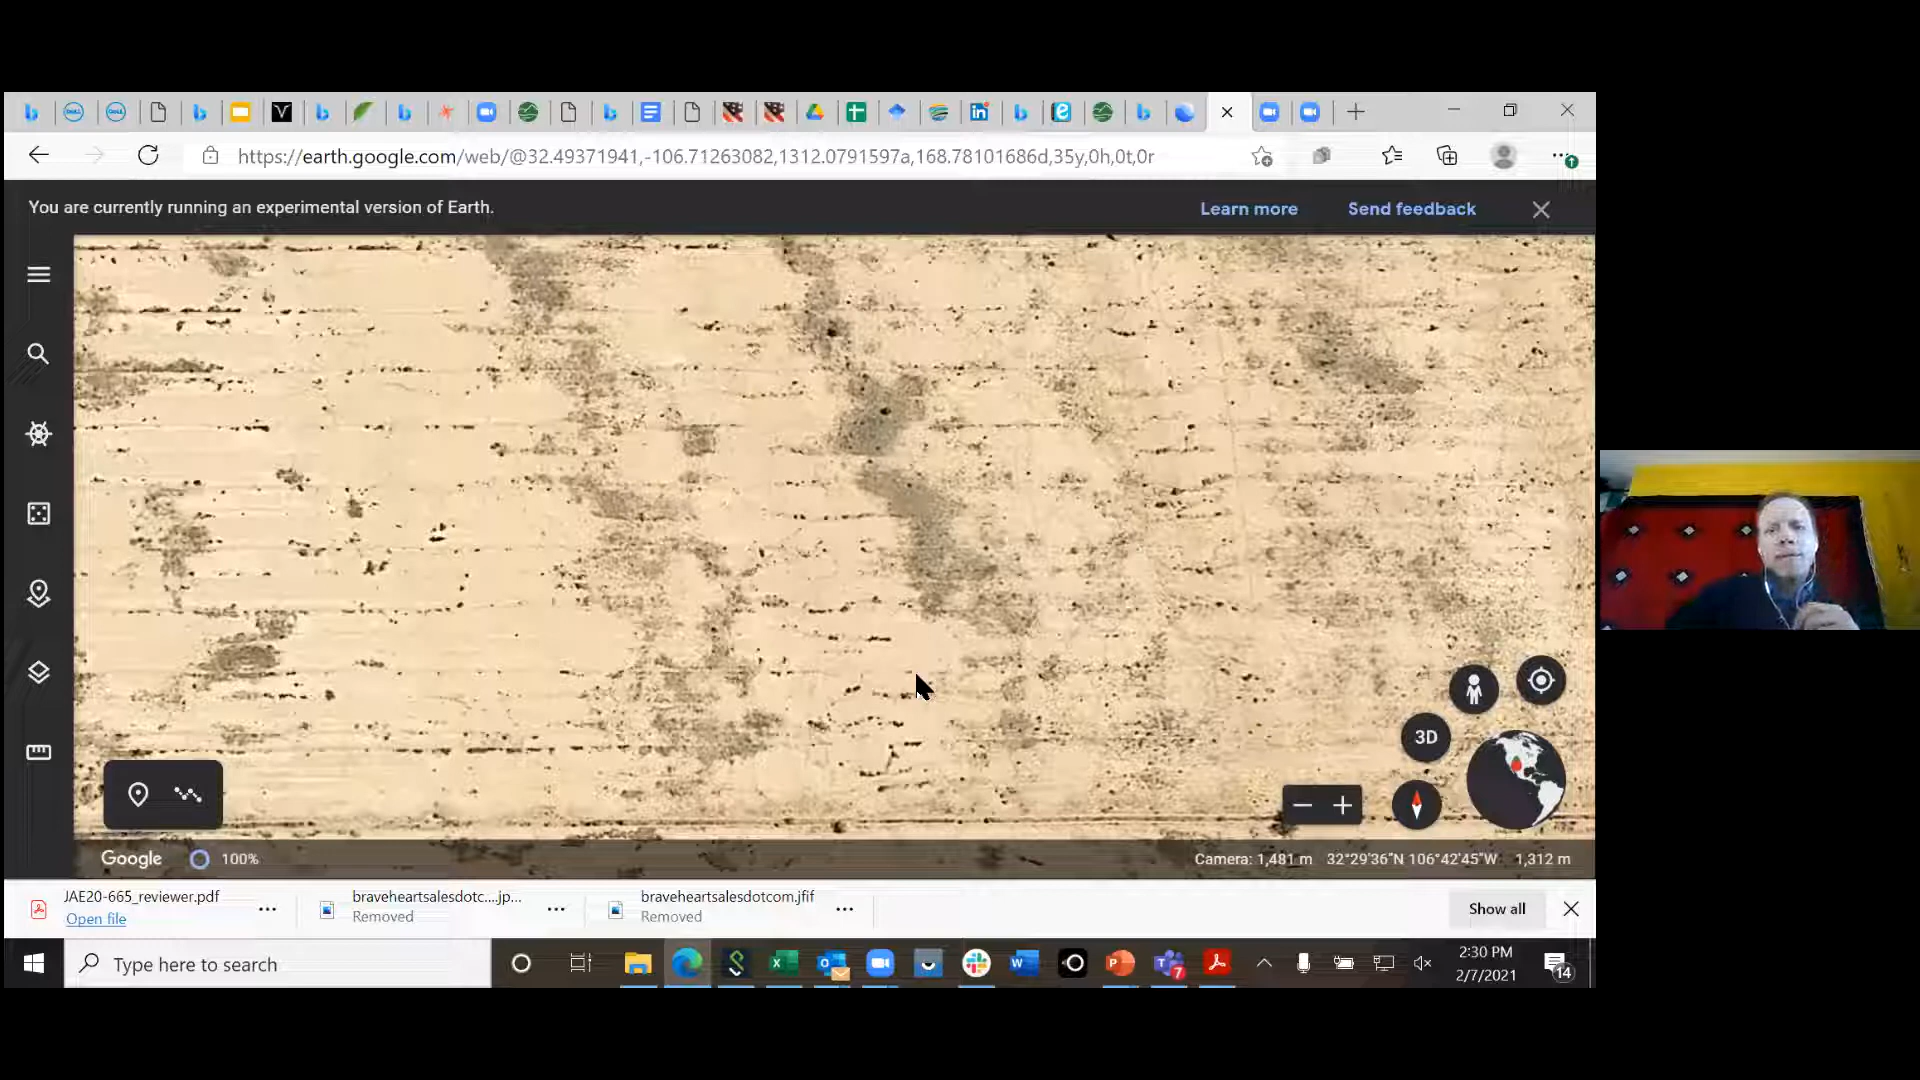 https://earth.google.com/web/@32.49371941,-106.71263082,1312.0791597a,168.78101686d,35y,0h,0t,0r
You are currently running an experimental version of Earth.
Learn more
Send feedback
3D
Google
100%
Camera: 1,481 m 32°29'36"N 106°42'45"W 1,312 m
JAE20-665_reviewer.pdf
Open file
braveheartsalesdotc....jp...
Removed
braveheartsalesdotcom.jfif
Removed
Show all
Type here to search
2:30 PM
2/7/2021
7
14